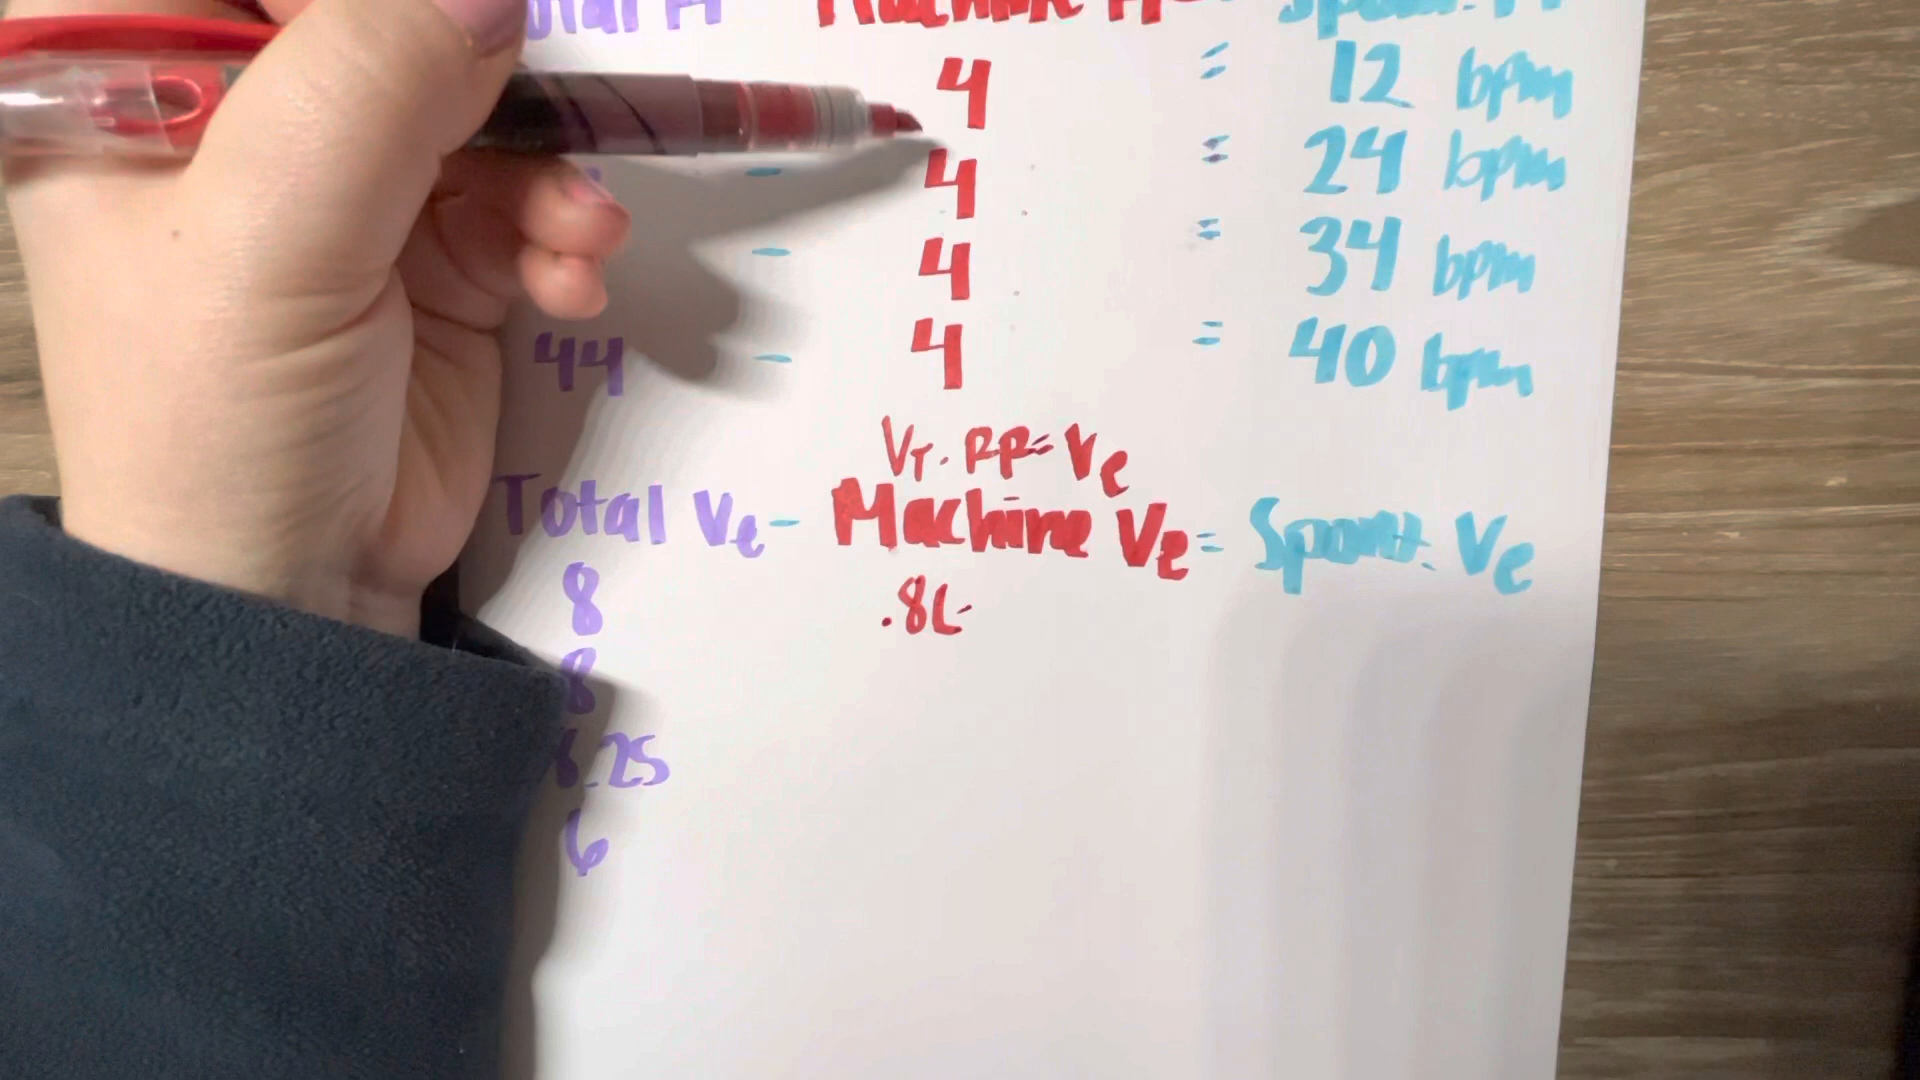 4 = 12 bpm
- 4 = 24 bpm
- 4 = 34 bpm
44 - 4 = 40 bpm
VT. RR = Ve
Total Ve - Machine Ve = Spont. Ve
8 .8L
8
.25
6